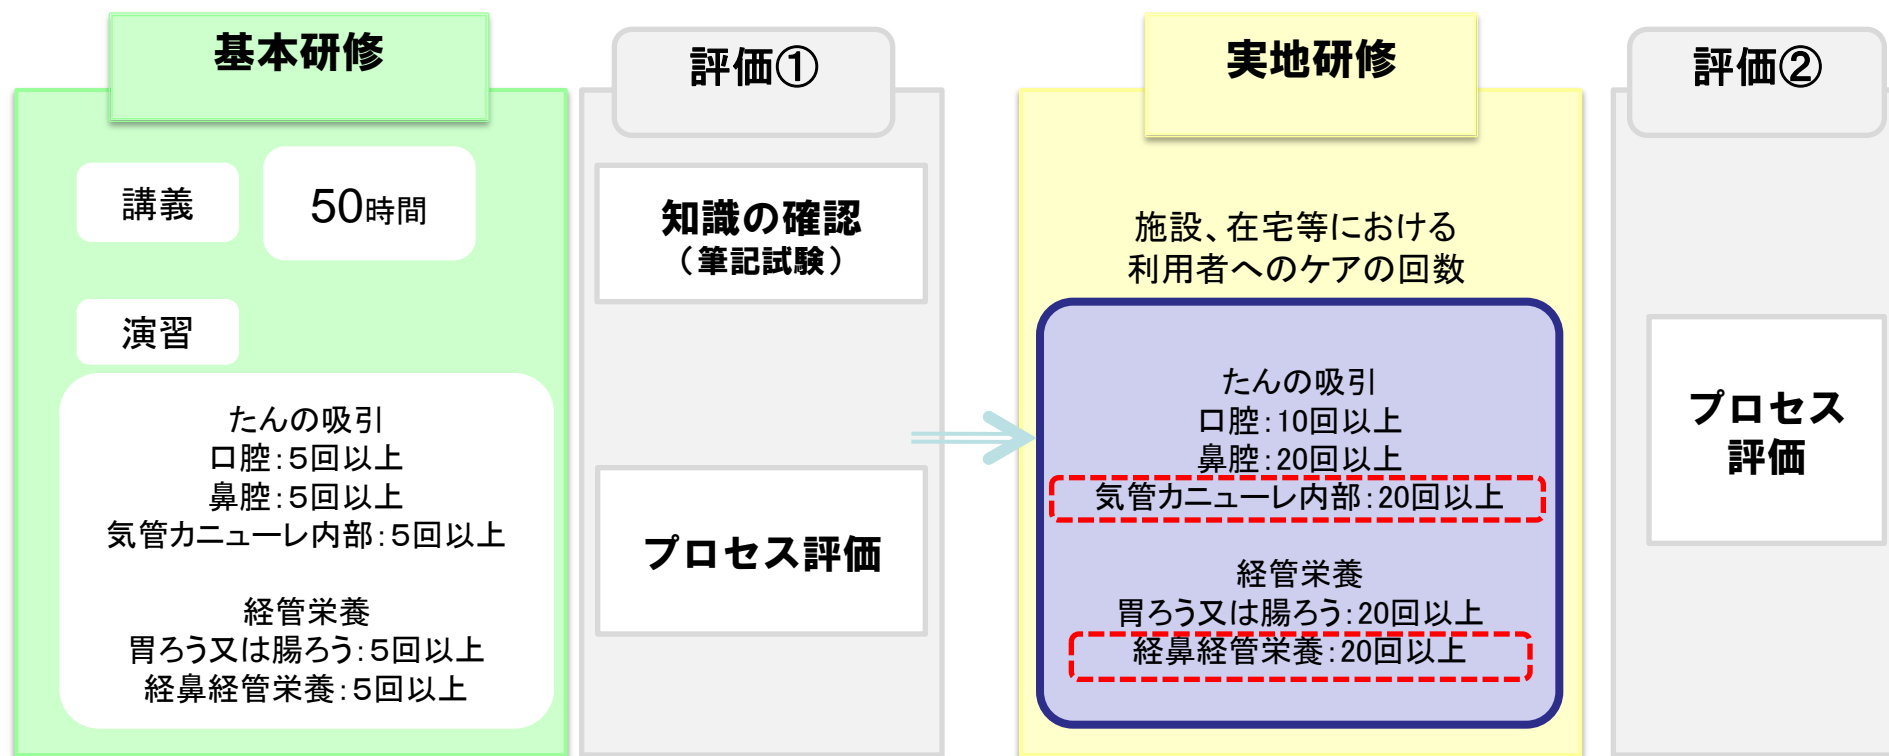 基本研修
講義
50時間
演習
たんの吸引
口腔：５回以上
鼻腔：５回以上
気管カニューレ内部：５回以上
経管栄養
胃ろう又は腸ろう：５回以上
経鼻経管栄養：５回以上
評価①
知識の確認
（筆記試験）
プロセス評価
実地研修
施設、在宅等における
利用者へのケアの回数
たんの吸引
口腔：10回以上
鼻腔：20回以上
気管カニューレ内部：20回以上
経管栄養
胃ろう又は腸ろう：20回以上
経鼻経管栄養：20回以上
評価②
プロセス
評価